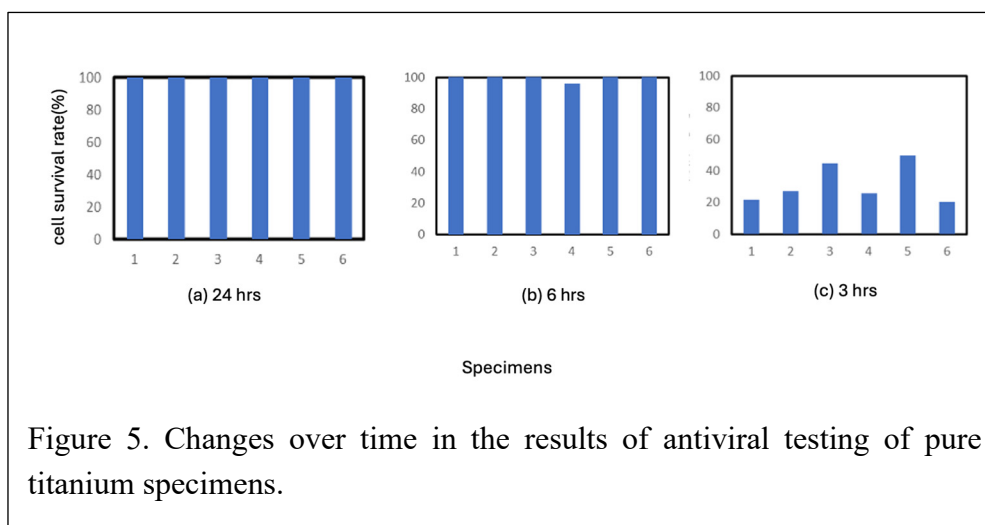 cell survival rate(%)
100
80
60
40
20
0
1 2 3 4 5 6
(a) 24 hrs
100
80
60
40
20
0
1 2 3 4 5 6
(b) 6 hrs
100
80
60
40
20
0
1 2 3 4 5 6
(c) 3 hrs
Specimens
Figure 5. Changes over time in the results of antiviral testing of pure
titanium specimens.